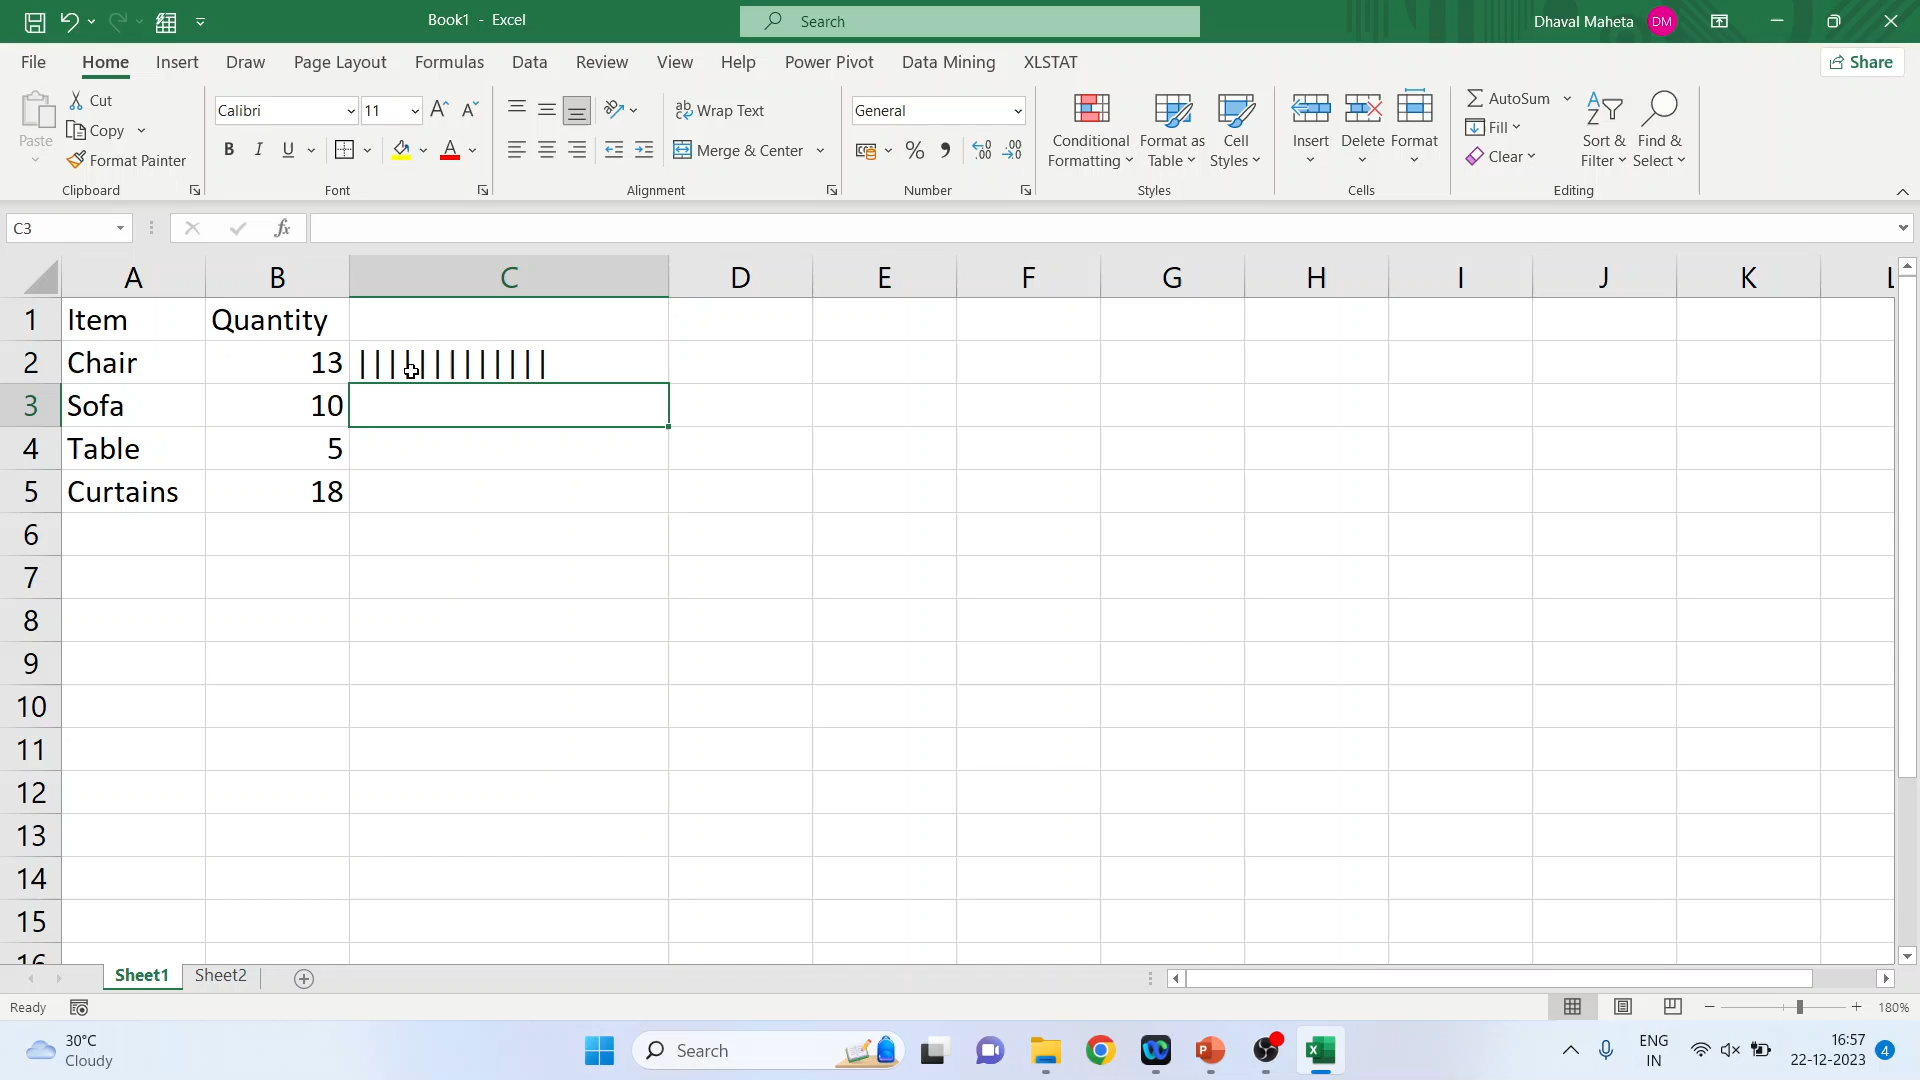 Book1 - Excel
Search
Dhaval Maheta DM
File Home Insert Draw Page Layout Formulas Data Review View Help Power Pivot Data Mining XLSTAT Share
Paste
Cut
Copy
Format Painter
Clipboard
Calibri 11
B I U
Font
Wrap Text
Merge & Center
Alignment
General
% , .00
Number
Conditional Formatting
Format as Table
Cell Styles
Styles
Insert Delete Format
Cells
AutoSum
Fill
Clear
Sort & Filter
Find & Select
Editing
C3 fx
A B C D E F G H I J K L
1 Item Quantity
2 Chair 13 |||||||||||||
3 Sofa 10
4 Table 5
5 Curtains 18
6
7
8
9
10
11
12
13
14
15
16
Sheet1 Sheet2
Ready 180%
30°C
Cloudy
Search
ENG
IN
16:57
22-12-2023
4